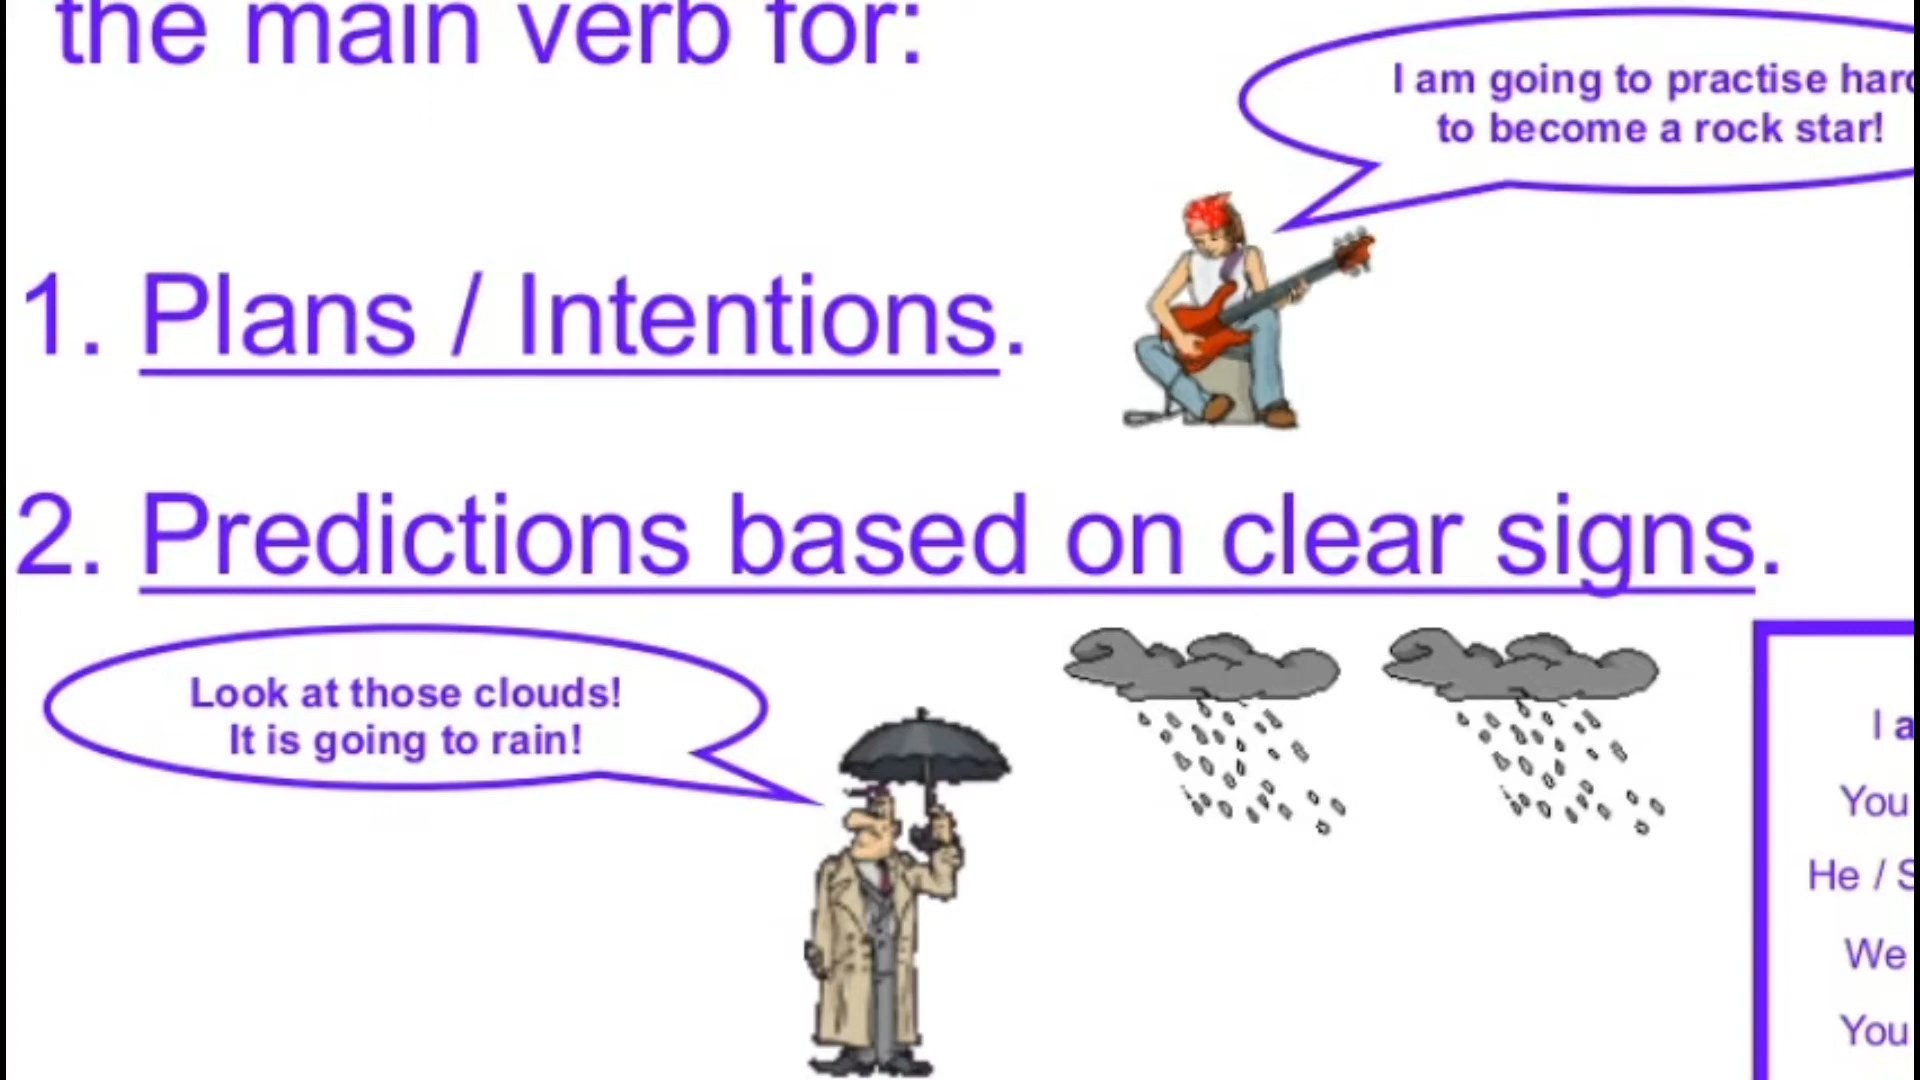 the main verb for:
I am going to practise hard
to become a rock star!
1. Plans / Intentions.
2. Predictions based on clear signs.
Look at those clouds!
It is going to rain!
I a
You
He / S
We
You